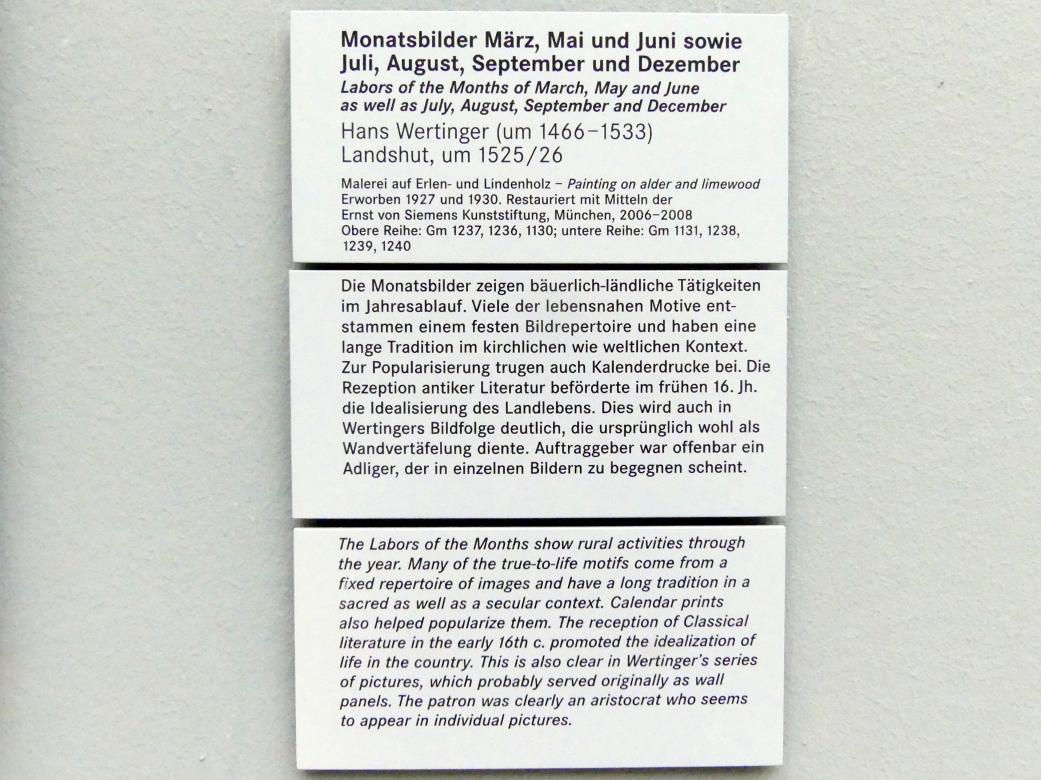 Monatsbilder März, Mai und Juni sowie
Juli, August, September und Dezember
Labors of the Months of March, May and June
as well as July, August, September and December
Hans Wertinger (um 1466–1533)
Landshut, um 1525/26
Malerei auf Erlen- und Lindenholz – Painting on alder and limewood
Erworben 1927 und 1930. Restauriert mit Mitteln der
Ernst von Siemens Kunststiftung, München, 2006–2008
Obere Reihe: Gm 1237, 1236, 1130; untere Reihe: Gm 1131, 1238,
1239, 1240
Die Monatsbilder zeigen bäuerlich-ländliche Tätigkeiten
im Jahresablauf. Viele der lebensnahen Motive ent-
stammen einem festen Bildrepertoire und haben eine
lange Tradition im kirchlichen wie weltlichen Kontext.
Zur Popularisierung trugen auch Kalenderdrucke bei. Die
Rezeption antiker Literatur beförderte im frühen 16. Jh.
die Idealisierung des Landlebens. Dies wird auch in
Wertingers Bildfolge deutlich, die ursprünglich wohl als
Wandvertäfelung diente. Auftraggeber war offenbar ein
Adliger, der in einzelnen Bildern zu begegnen scheint.
The Labors of the Months show rural activities through
the year. Many of the true-to-life motifs come from a
fixed repertoire of images and have a long tradition in a
sacred as well as a secular context. Calendar prints
also helped popularize them. The reception of Classical
literature in the early 16th c. promoted the idealization of
life in the country. This is also clear in Wertinger's series
of pictures, which probably served originally as wall
panels. The patron was clearly an aristocrat who seems
to appear in individual pictures.